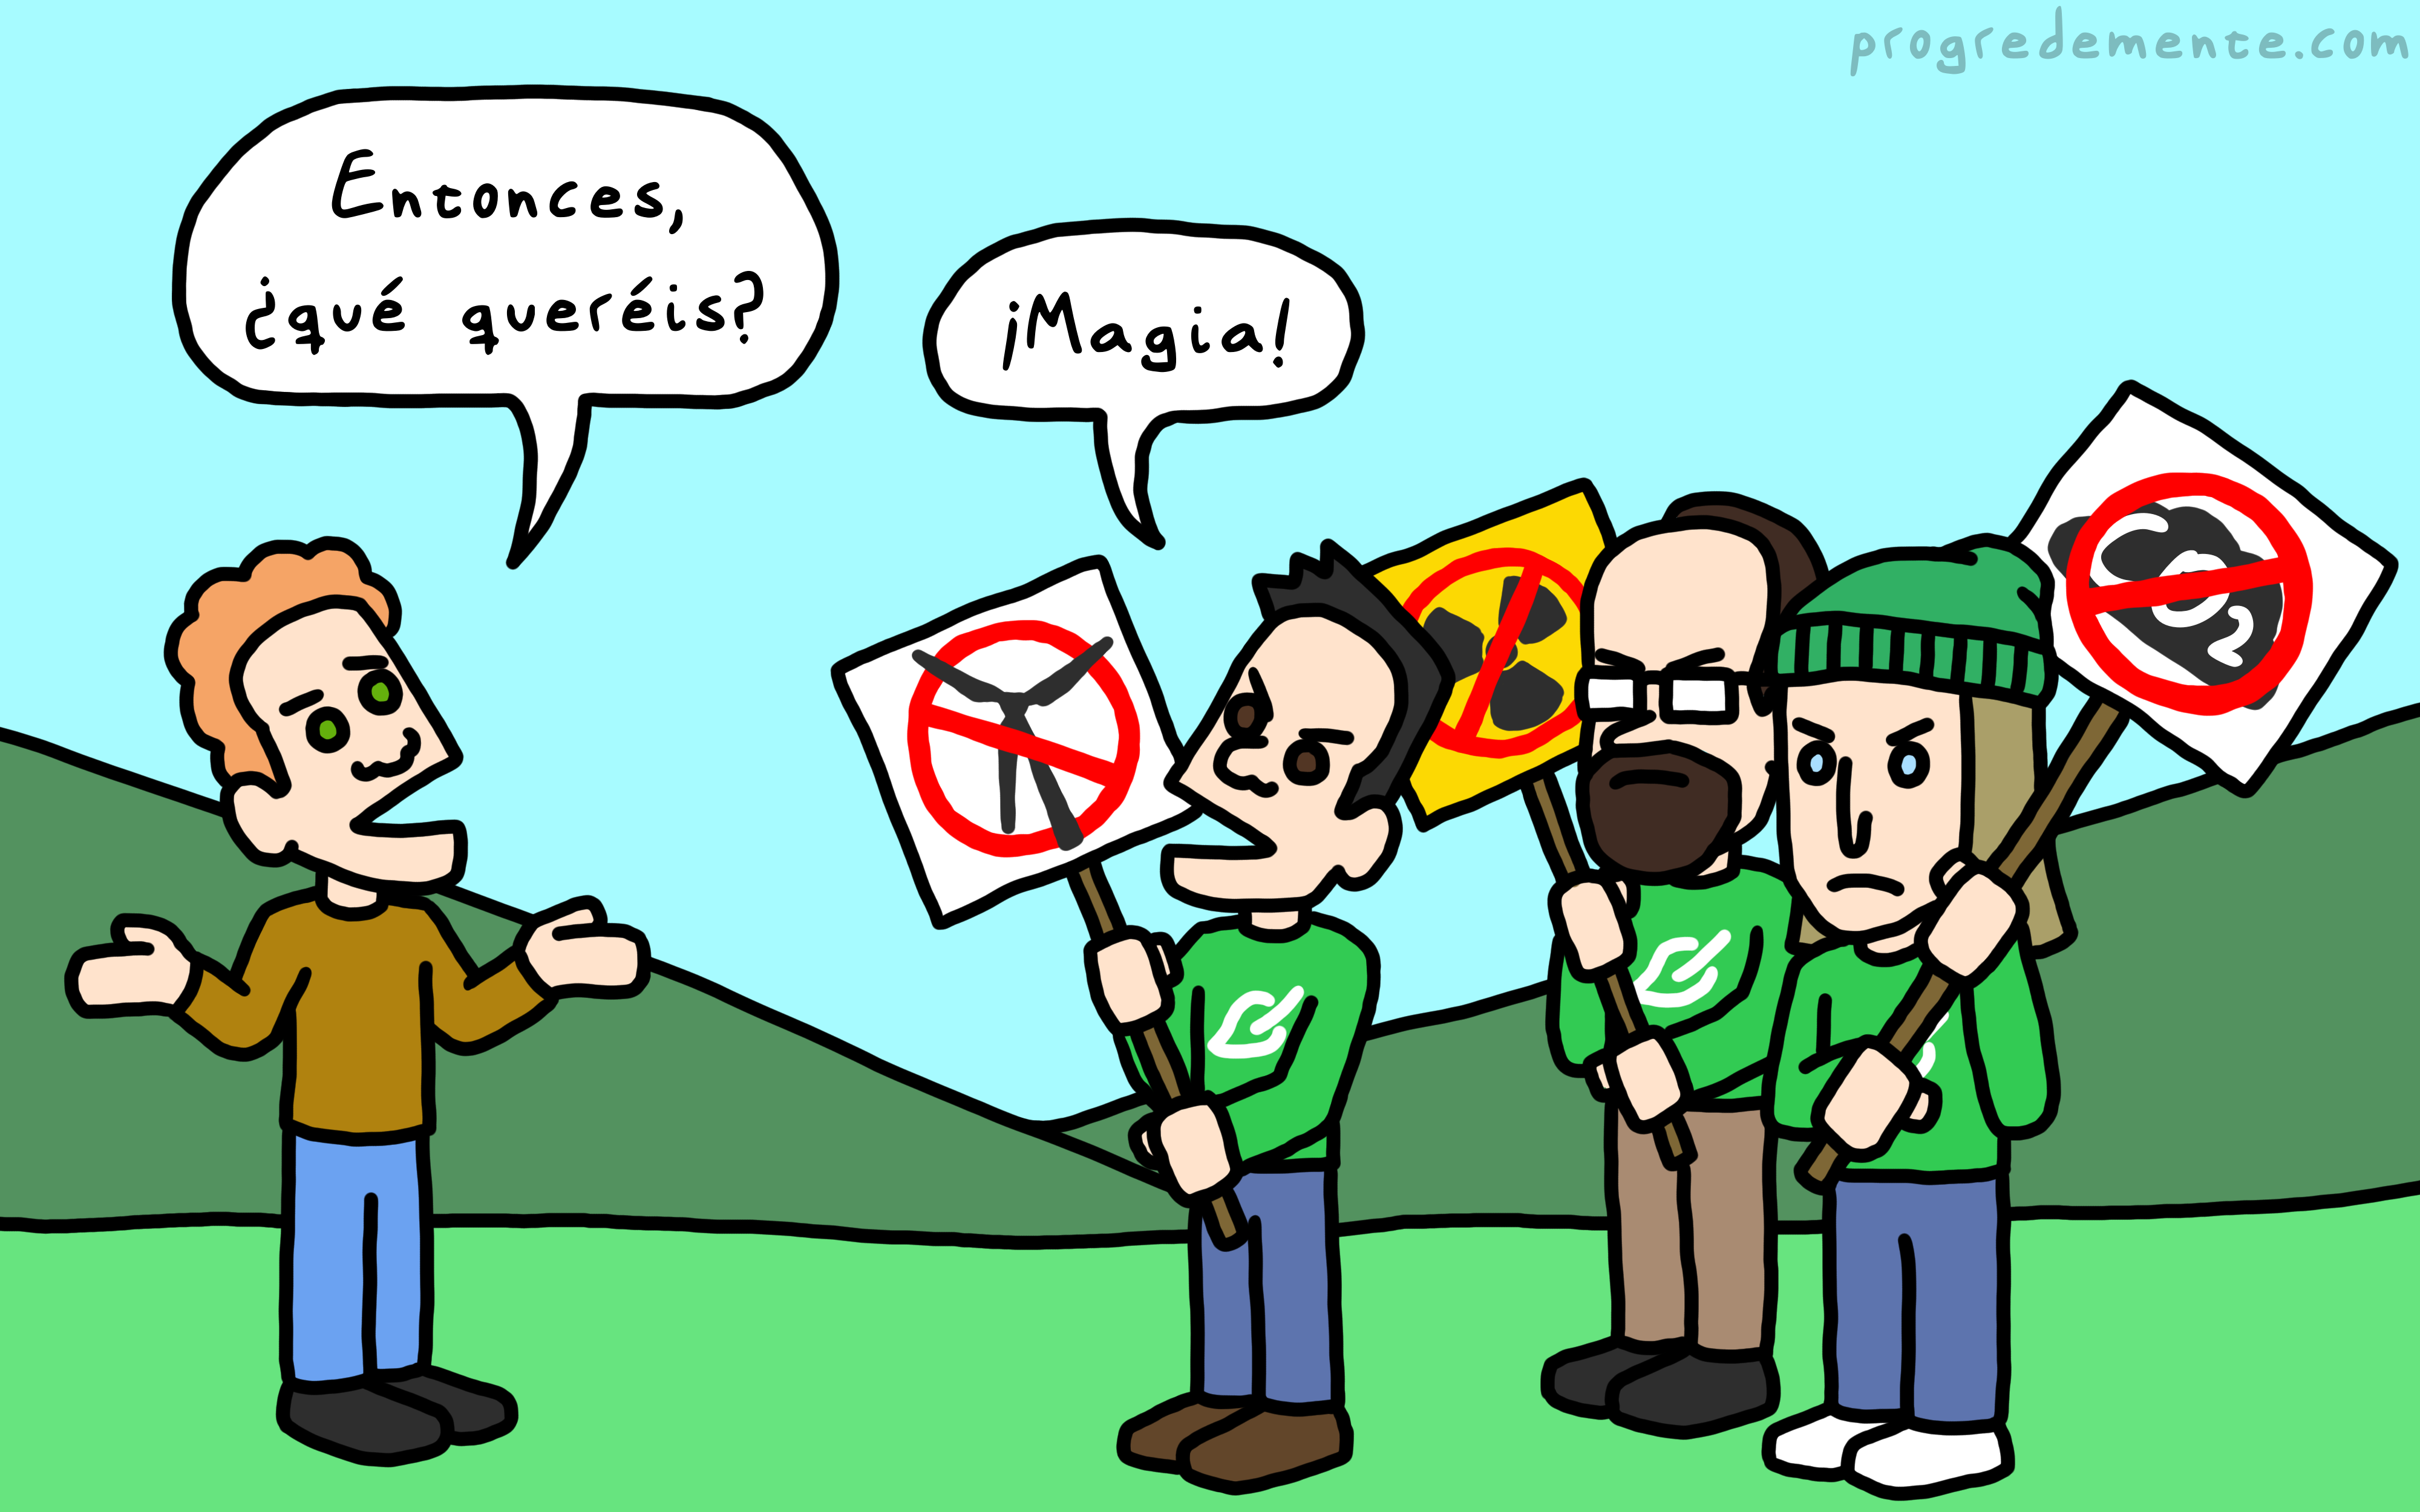 progredemente.com
Entonces,
¿qué queréis?
¡Magia!
CO2